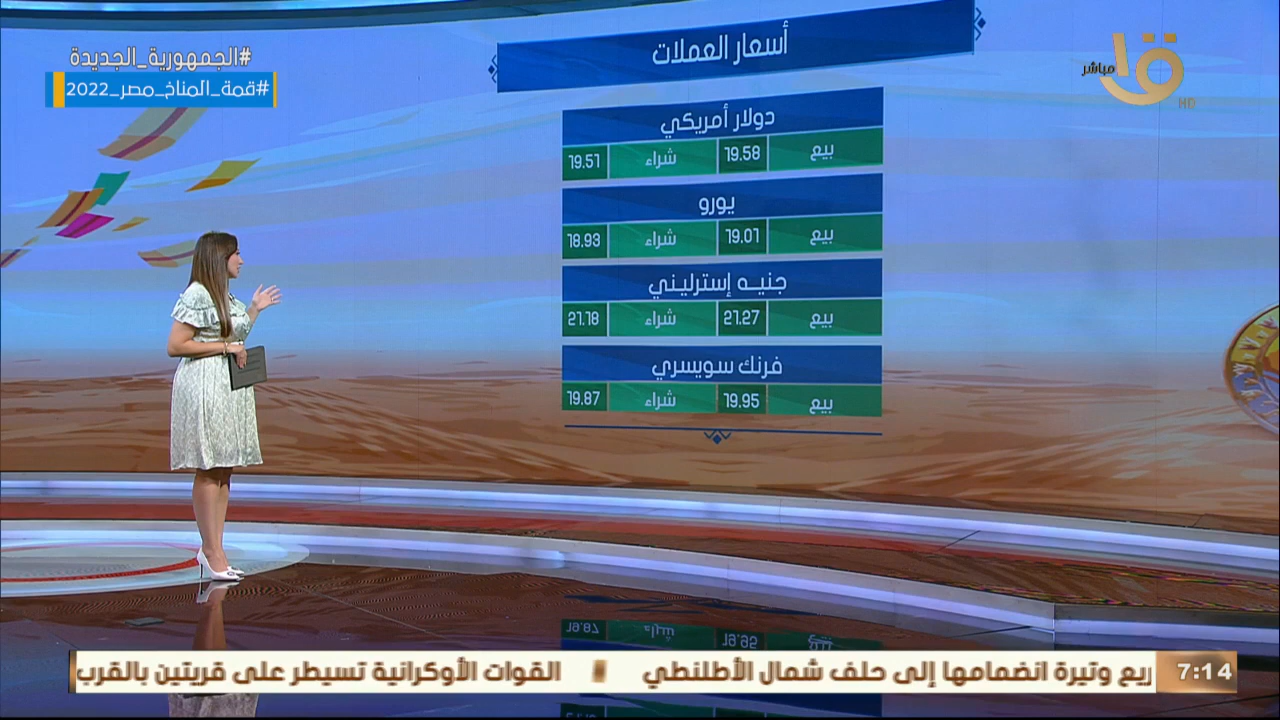 #الجمهورية_الجديدة
#قمة_المناخ_مصر_2022
مباشر
HD
أسعار العملات
دولار أمريكي
بيع 19.58 شراء 19.51
يورو
بيع 19.01 شراء 18.93
جنيه إسترليني
بيع 21.27 شراء 21.18
فرنك سويسري
بيع 19.95 شراء 19.87
7:14 ريع وتيرة انضمامها إلى حلف شمال الأطلنطي القوات الأوكرانية تسيطر على قريتين بالقرب